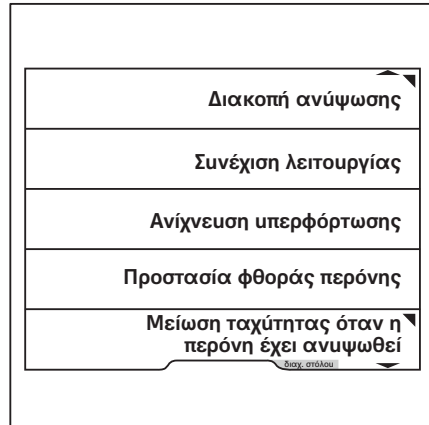 Διακοπή ανύψωσης
Συνέχιση λειτουργίας
Ανίχνευση υπερφόρτωσης
Προστασία φθοράς περόνης
Μείωση ταχύτητας όταν η
περόνη έχει ανυψωθεί
διαχ. στόλου